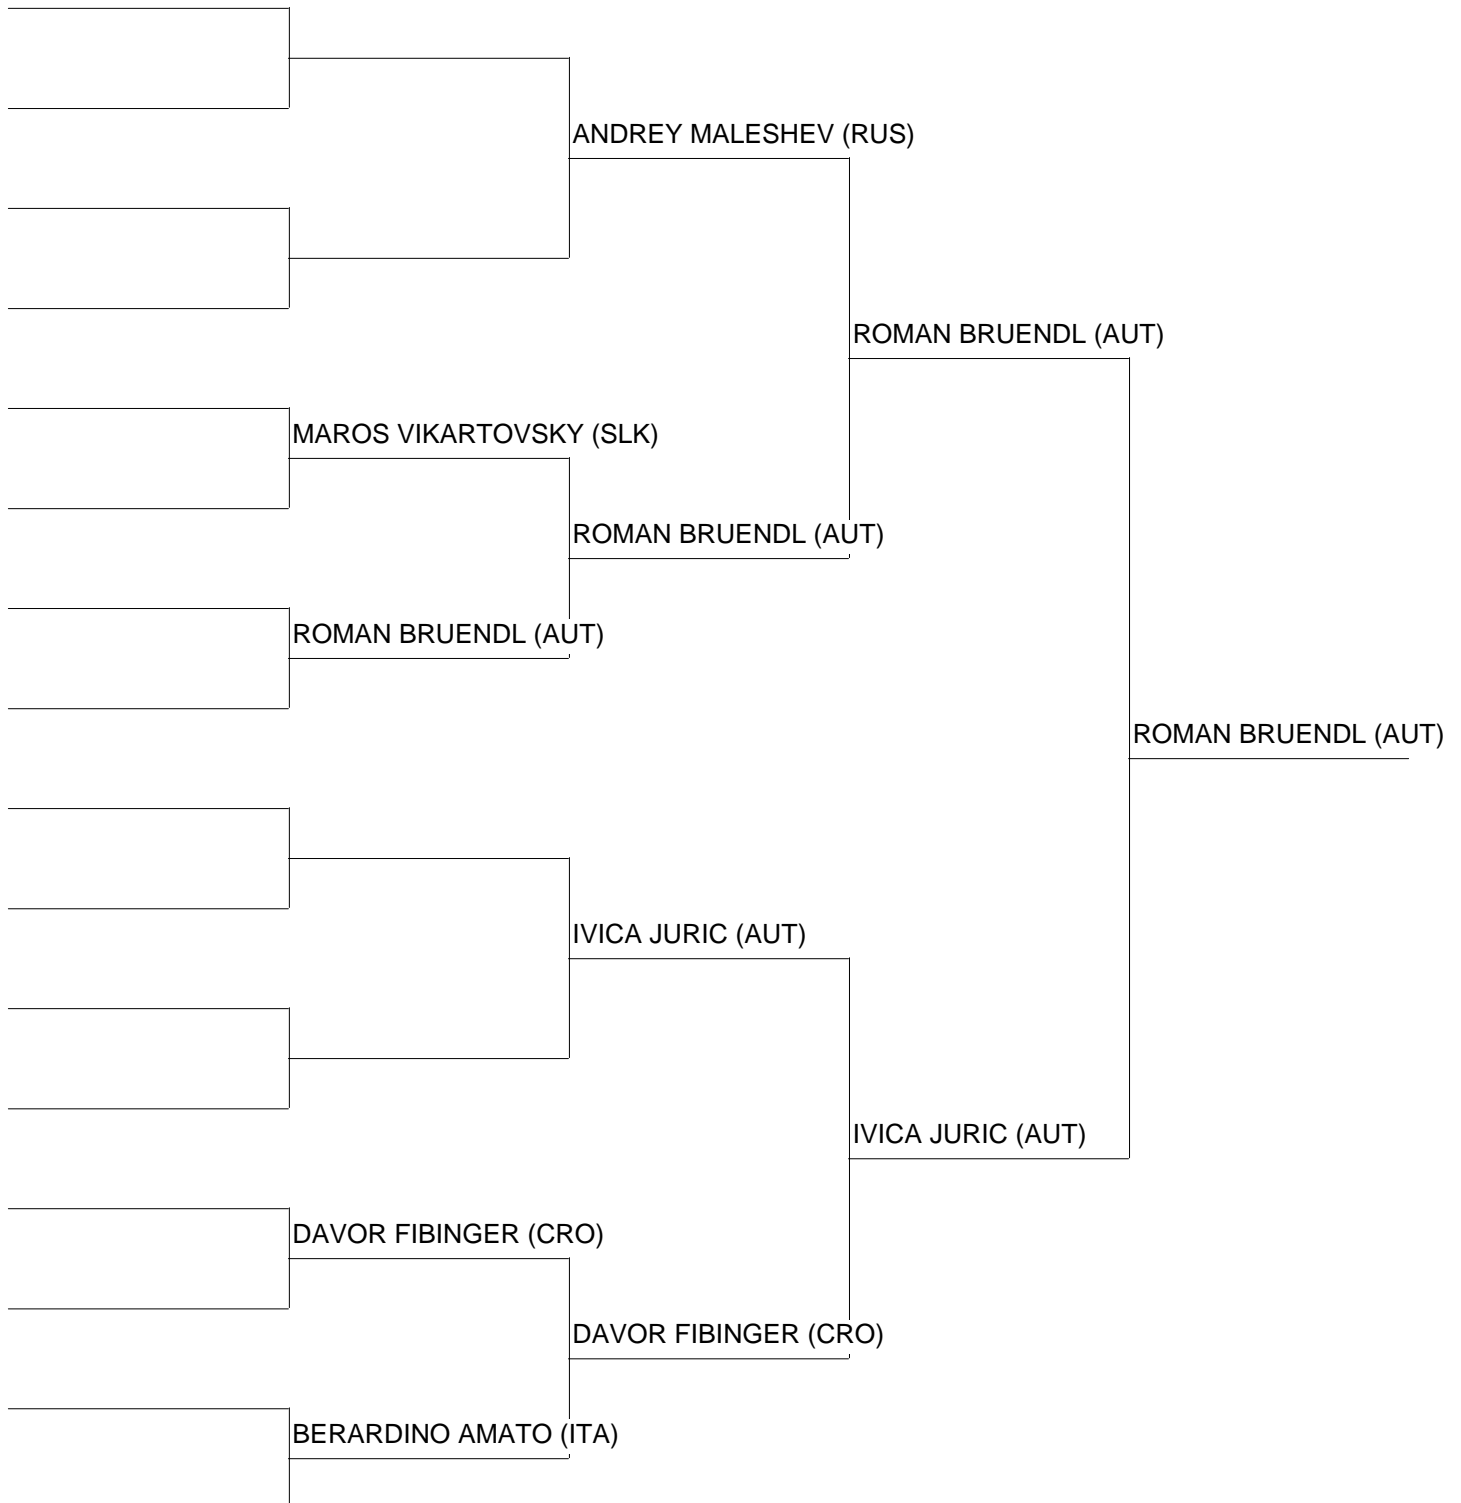 ANDREY MALESHEV (RUS)
ROMAN BRUENDL (AUT)
MAROS VIKARTOVSKY (SLK)
ROMAN BRUENDL (AUT)
ROMAN BRUENDL (AUT)
ROMAN BRUENDL (AUT)
IVICA JURIC (AUT)
IVICA JURIC (AUT)
DAVOR FIBINGER (CRO)
DAVOR FIBINGER (CRO)
BERARDINO AMATO (ITA)